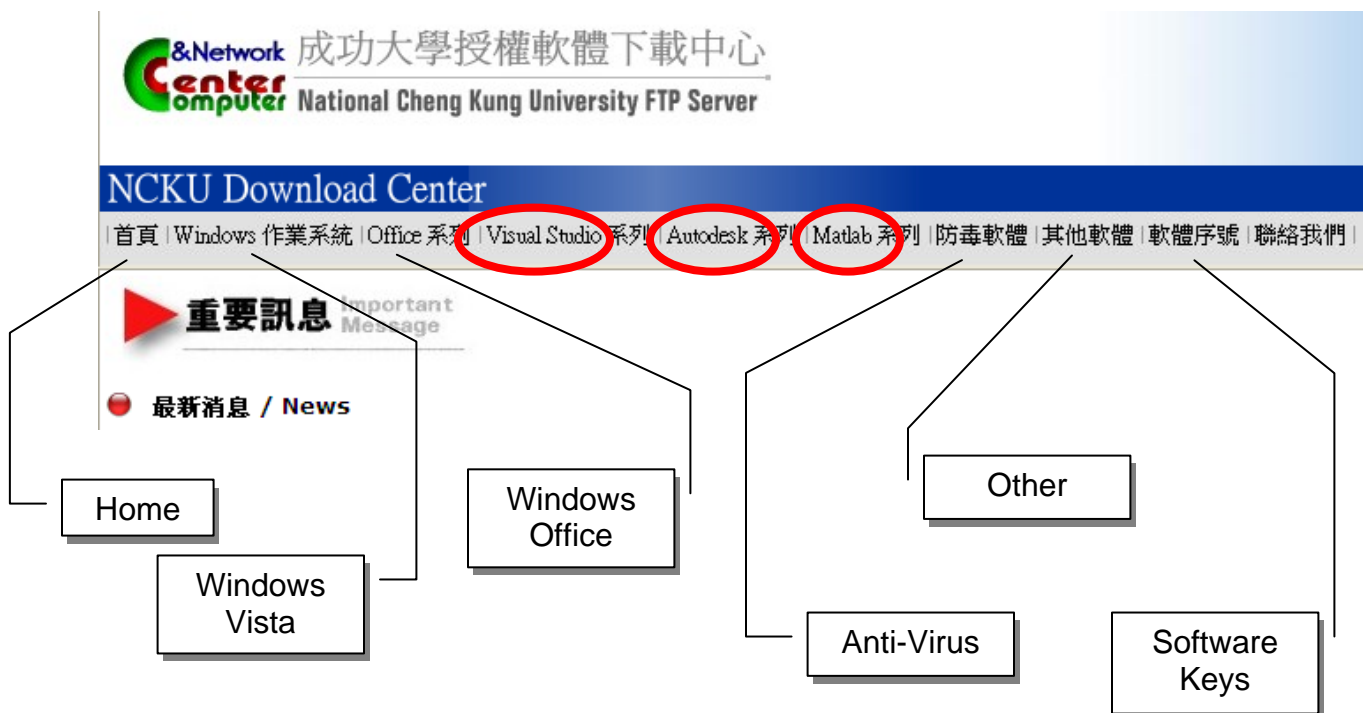 &Network
Center
Computer
成功大學授權軟體下載中心
National Cheng Kung University FTP Server
NCKU Download Center
|首頁|Windows 作業系統|Office 系列|Visual Studio 系列|Autodesk 系列|Matlab 系列|防毒軟體|其他軟體|軟體序號|聯絡我們|
重要訊息 Important
Message
最新消息 / News
Home
Windows
Vista
Windows
Office
Other
Anti-Virus
Software
Keys